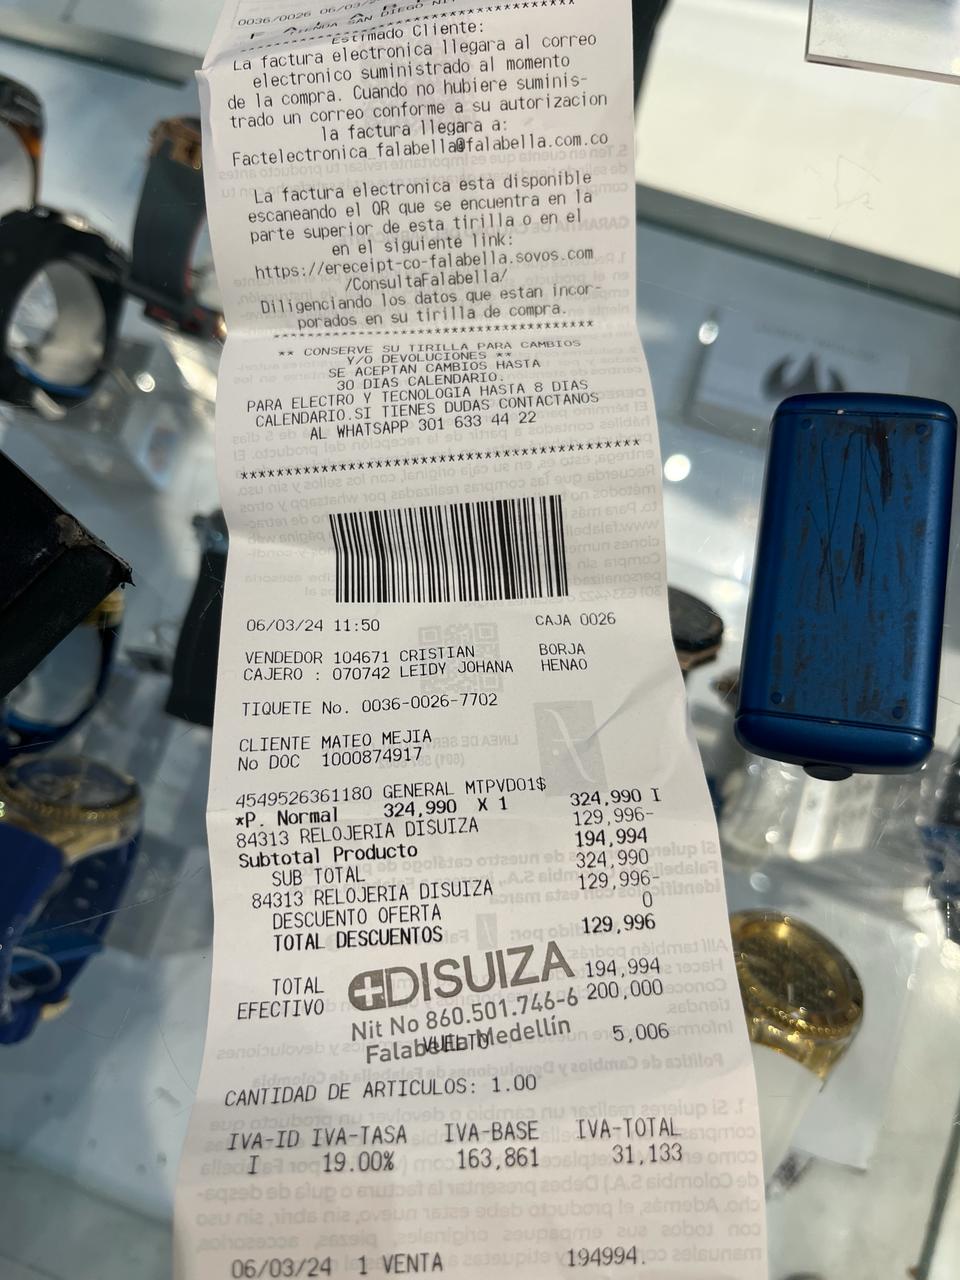 0036/0026 06/03/2
TIENDA SAN DIEGO NIT
Estimado Cliente:
La factura electronica llegara al correo
electronico suministrado al momento
de la compra. Cuando no hubiere suminis-
trado un correo conforme a su autorizacion
la factura llegara a:
Factelectronica_falabella@falabella.com.co
La factura electronica esta disponible
escaneando el QR que se encuentra en la
parte superior de esta tirilla o en el
en el siguiente link:
https://ereceipt-co-falabella.sovos.com
/ConsultaFalabella/
Diligenciando los datos que estan incor-
porados en su tirilla de compra.
****************************************
** CONSERVE SU TIRILLA PARA CAMBIOS
Y/O DEVOLUCIONES **
SE ACEPTAN CAMBIOS HASTA
30 DIAS CALENDARIO.
PARA ELECTRO Y TECNOLOGIA HASTA 8 DIAS
CALENDARIO.SI TIENES DUDAS CONTACTANOS
AL WHATSAPP 301 633 44 22
****************************************
06/03/24 11:50 CAJA 0026
VENDEDOR 104671 CRISTIAN BORJA
CAJERO : 070742 LEIDY JOHANA HENAO
TIQUETE No. 0036-0026-7702
CLIENTE MATEO MEJIA
No DOC 1000874917
4549526361180 GENERAL MTPVD01$
*P. Normal 324,990 X 1 324,990 I
84313 RELOJERIA DISUIZA 129,996-
Subtotal Producto 194,994
SUB TOTAL 324,990
84313 RELOJERIA DISUIZA 129,996-
DESCUENTO OFERTA 0
TOTAL DESCUENTOS 129,996
DISUIZA
TOTAL 194,994
EFECTIVO 200,000
Nit No 860.501.746-6
Falabella Medellín
VUELTO 5,006
CANTIDAD DE ARTICULOS: 1.00
IVA-ID IVA-TASA IVA-BASE IVA-TOTAL
I 19.00% 163,861 31,133
06/03/24 1 VENTA 194994.